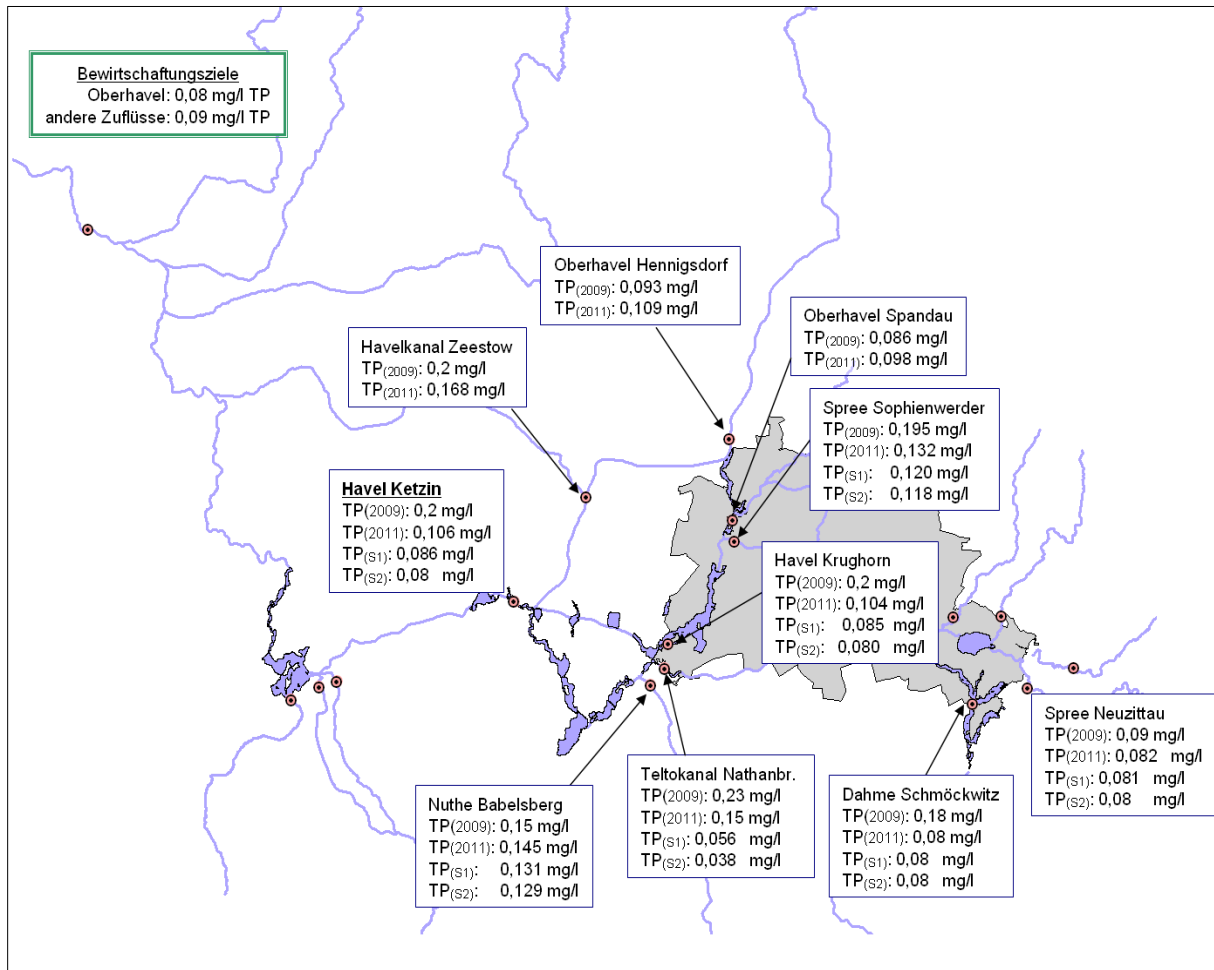 Bewirtschaftungsziele
Oberhavel: 0,08 mg/l TP
andere Zuflüsse: 0,09 mg/l TP
Oberhavel Hennigsdorf
TP(2009): 0,093 mg/l
TP(2011): 0,109 mg/l
Oberhavel Spandau
TP(2009): 0,086 mg/l
TP(2011): 0,098 mg/l
Havelkanal Zeestow
TP(2009): 0,2 mg/l
TP(2011): 0,168 mg/l
Spree Sophienwerder
TP(2009): 0,195 mg/l
TP(2011): 0,132 mg/l
TP(S1): 0,120 mg/l
TP(S2): 0,118 mg/l
Havel Ketzin
TP(2009): 0,2 mg/l
TP(2011): 0,106 mg/l
TP(S1): 0,086 mg/l
TP(S2): 0,08 mg/l
Havel Krughorn
TP(2009): 0,2 mg/l
TP(2011): 0,104 mg/l
TP(S1): 0,085 mg/l
TP(S2): 0,080 mg/l
Spree Neuzittau
TP(2009): 0,09 mg/l
TP(2011): 0,082 mg/l
TP(S1): 0,081 mg/l
TP(S2): 0,08 mg/l
Teltokanal Nathanbr.
TP(2009): 0,23 mg/l
TP(2011): 0,15 mg/l
TP(S1): 0,056 mg/l
TP(S2): 0,038 mg/l
Dahme Schmöckwitz
TP(2009): 0,18 mg/l
TP(2011): 0,08 mg/l
TP(S1): 0,08 mg/l
TP(S2): 0,08 mg/l
Nuthe Babelsberg
TP(2009): 0,15 mg/l
TP(2011): 0,145 mg/l
TP(S1): 0,131 mg/l
TP(S2): 0,129 mg/l